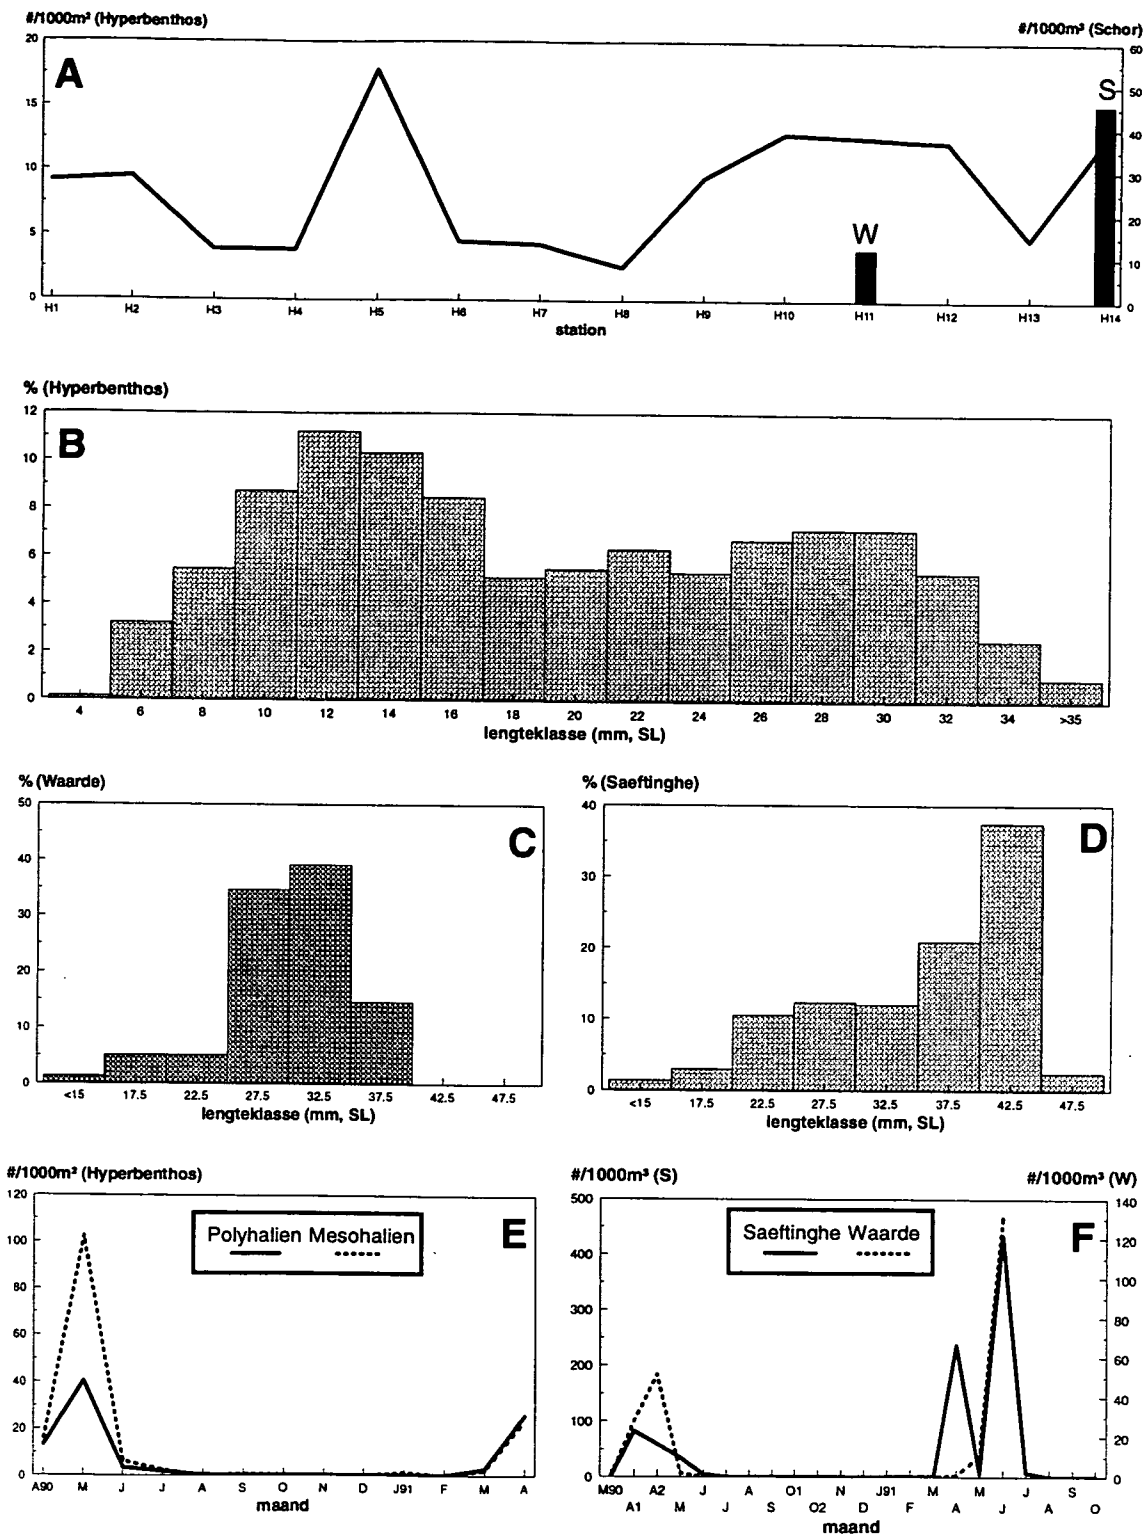 #/1000m² (Hyperbenthos)
#/1000m³ (Schor)
A
20
15
10
5
0
60
50
40
30
20
10
0
W
S
H1 H2 H3 H4 H5 H6 H7 H8 H9 H10 H11 H12 H13 H14
station
% (Hyperbenthos)
B
12
10
8
6
4
2
0
4 6 8 10 12 14 16 18 20 22 24 26 28 30 32 34 >35
lengteklasse (mm, SL)
% (Waarde)
C
50
40
30
20
10
0
<15 17.5 22.5 27.5 32.5 37.5 42.5 47.5
lengteklasse (mm, SL)
% (Saeftinghe)
D
40
30
20
10
0
<15 17.5 22.5 27.5 32.5 37.5 42.5 47.5
lengteklasse (mm, SL)
#/1000m² (Hyperbenthos)
E
Polyhalien Mesohalien
120
100
80
60
40
20
0
A90 M J J A S O N D J91 F M A
maand
#/1000m³ (S)
#/1000m³ (W)
F
Saeftinghe Waarde
500
400
300
200
100
0
140
120
100
80
60
40
20
0
M90 A2 J A O1 N J91 M M J S
A1 M J S O2 D F A J A O
maand